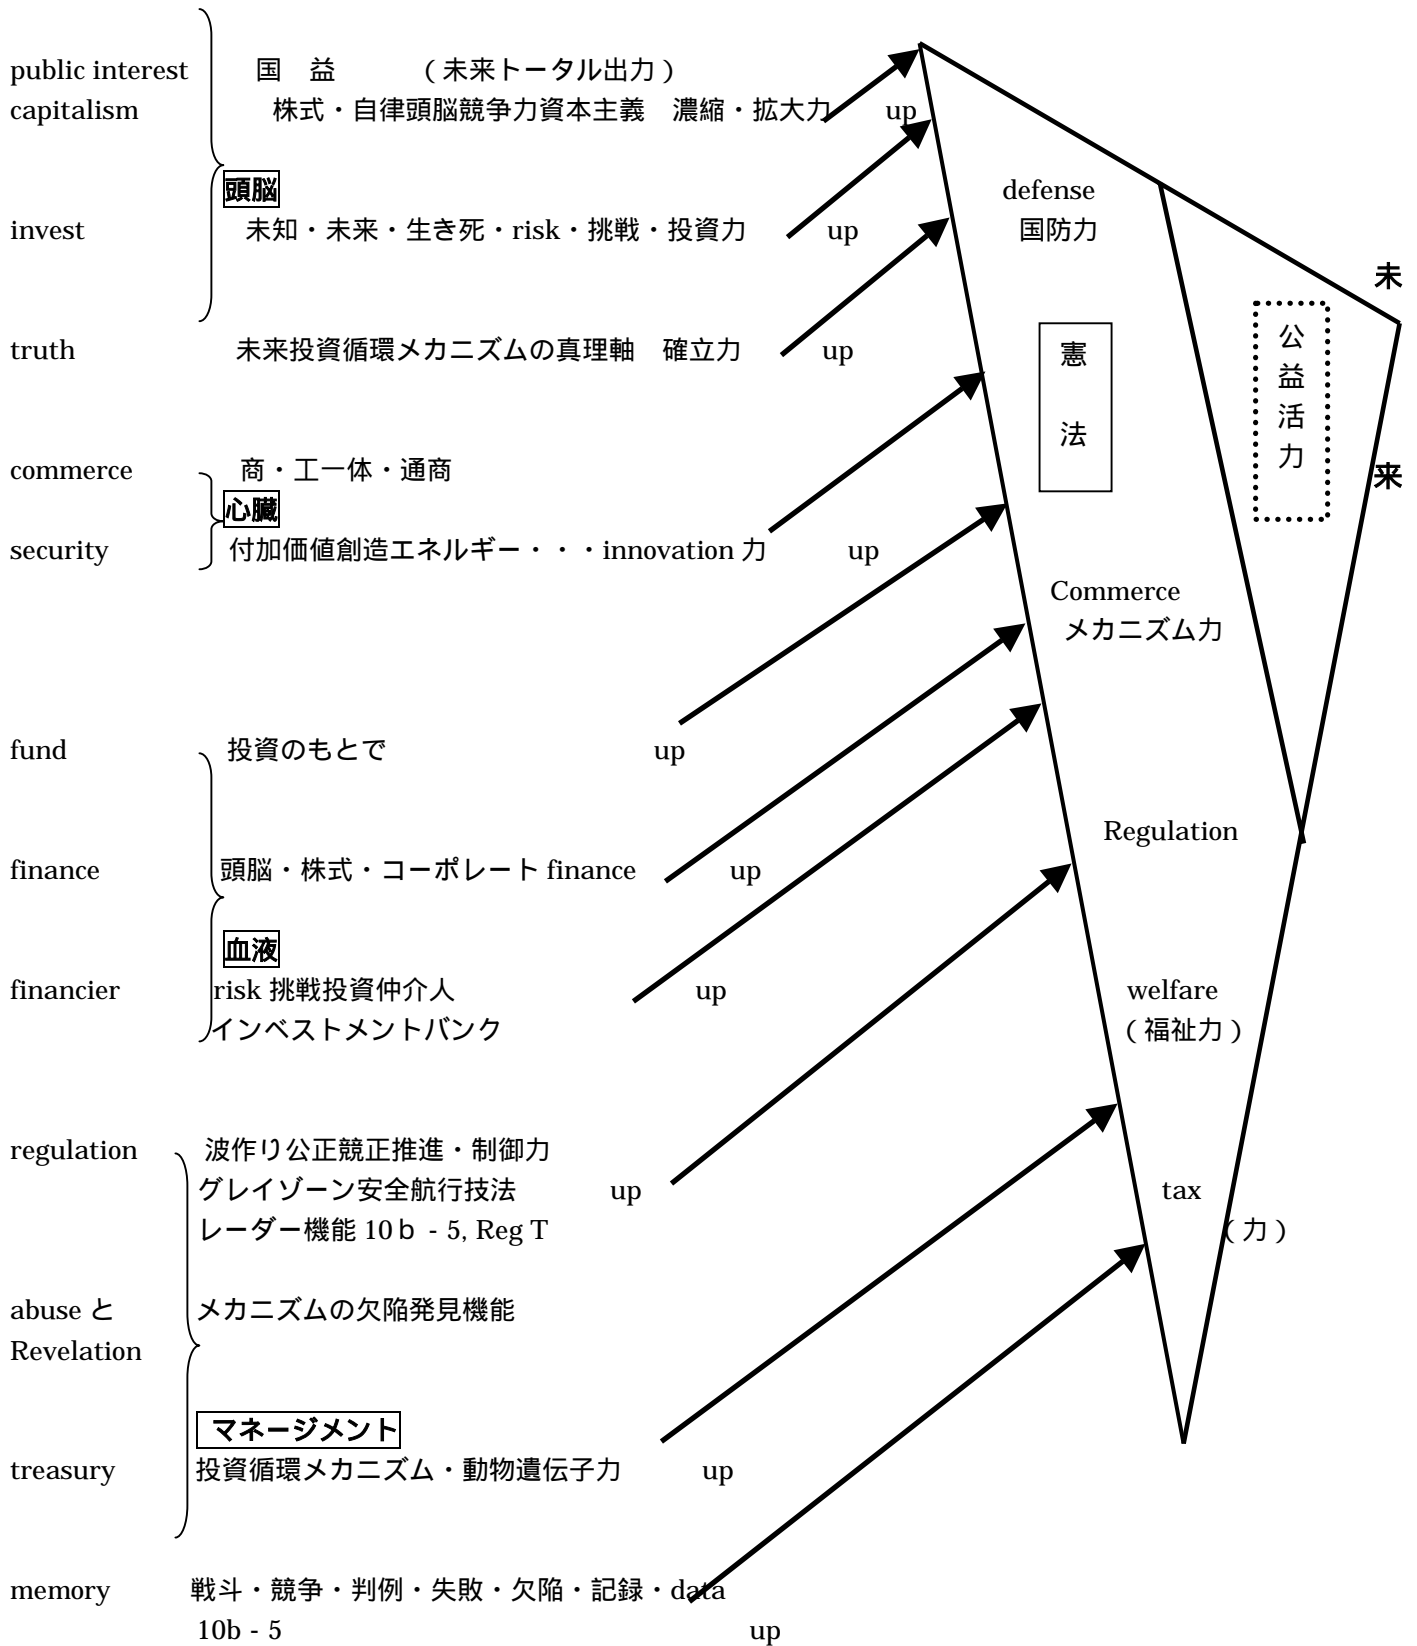 public interest 国 益 (未来トータル出力)
capitalism 株式・自律頭脳競争力資本主義 濃縮・拡大力 up
頭脳
defense
invest 未知・未来・生き死・risk・挑戦・投資力 up 国防力
未来
truth 未来投資循環メカニズムの真理軸 確立力 up
憲法
公益活力
commerce 商・工一体・通商
心臓
security 付加価値創造エネルギー・・・innovation 力 up
Commerce
メカニズム力
fund 投資のもとで up
Regulation
finance 頭脳・株式・コーポレート finance up
血液
financier risk 挑戦投資仲介人 up welfare
インベストメントバンク (福祉力)
regulation 波作り公正競正推進・制御力
グレイゾーン安全航行技法 up tax
レーダー機能 10 b - 5, Reg T (力)
abuse と メカニズムの欠陥発見機能
Revelation
マネージメント
treasury 投資循環メカニズム・動物遺伝子力 up
memory 戦斗・競争・判例・失敗・欠陥・記録・data
10b - 5 up